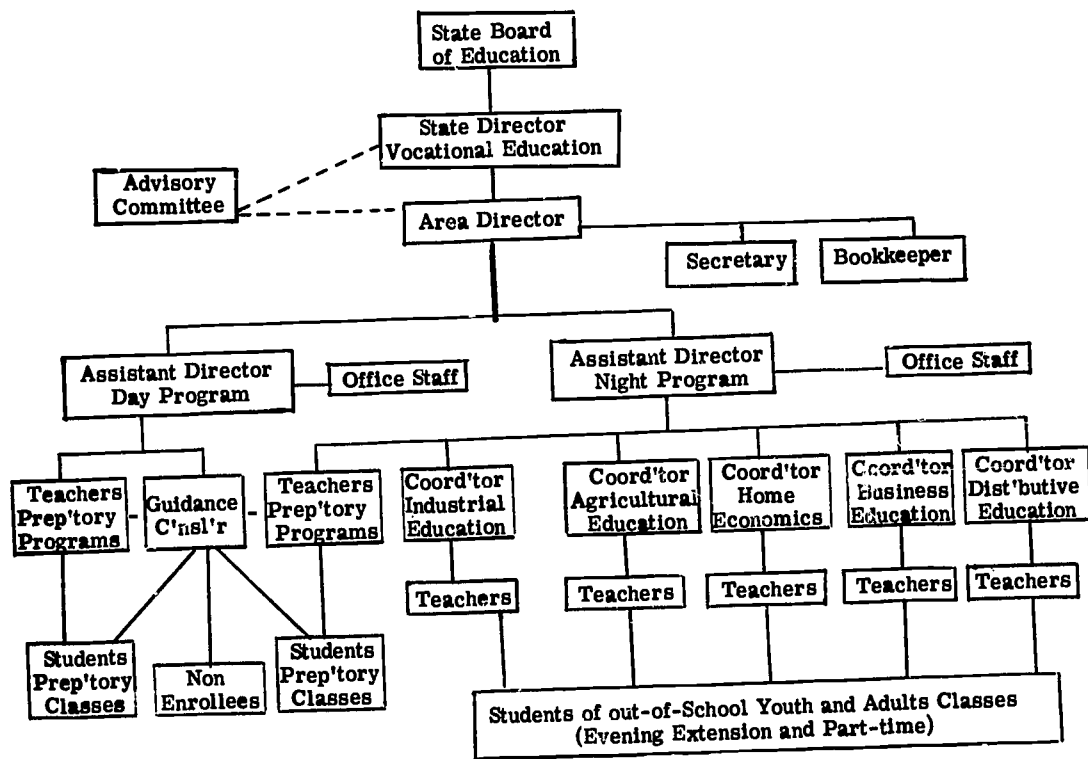 State Board
of Education
State Director
Vocational Education
Advisory
Committee
Area Director
Secretary
Bookkeeper
Assistant Director
Day Program
Office Staff
Assistant Director
Night Program
Office Staff
Teachers
Prep'tory
Programs
Guidance
C'nsl'r
Teachers
Prep'tory
Programs
Coord'tor
Industrial
Education
Coord'tor
Agricultural
Education
Coord'tor
Home
Economics
Coord'tor
Business
Education
Coord'tor
Dist'butive
Education
Teachers
Teachers
Teachers
Teachers
Teachers
Students
Prep'tory
Classes
Non
Enrollees
Students
Prep'tory
Classes
Students of out-of-School Youth and Adults Classes
(Evening Extension and Part-time)